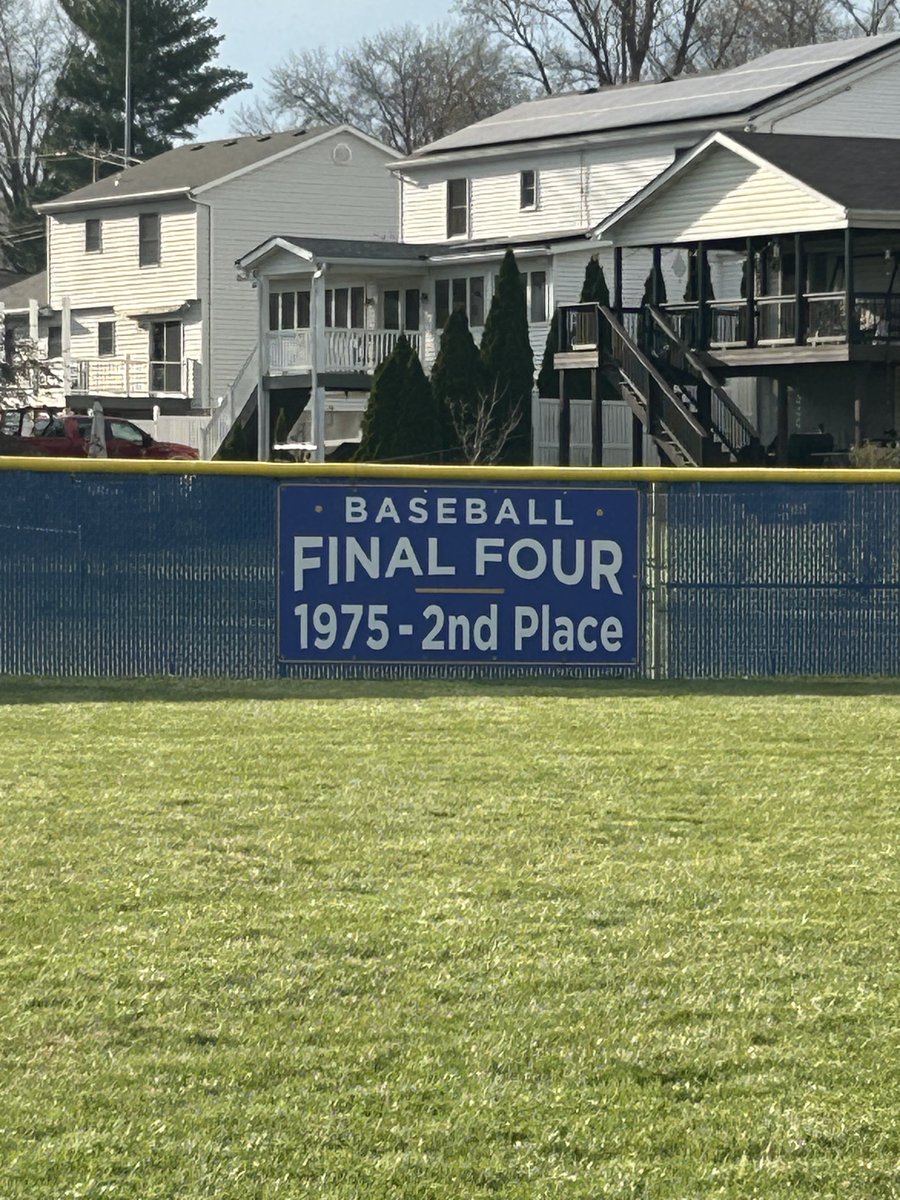 BASEBALL
FINAL FOUR
1975 - 2nd Place